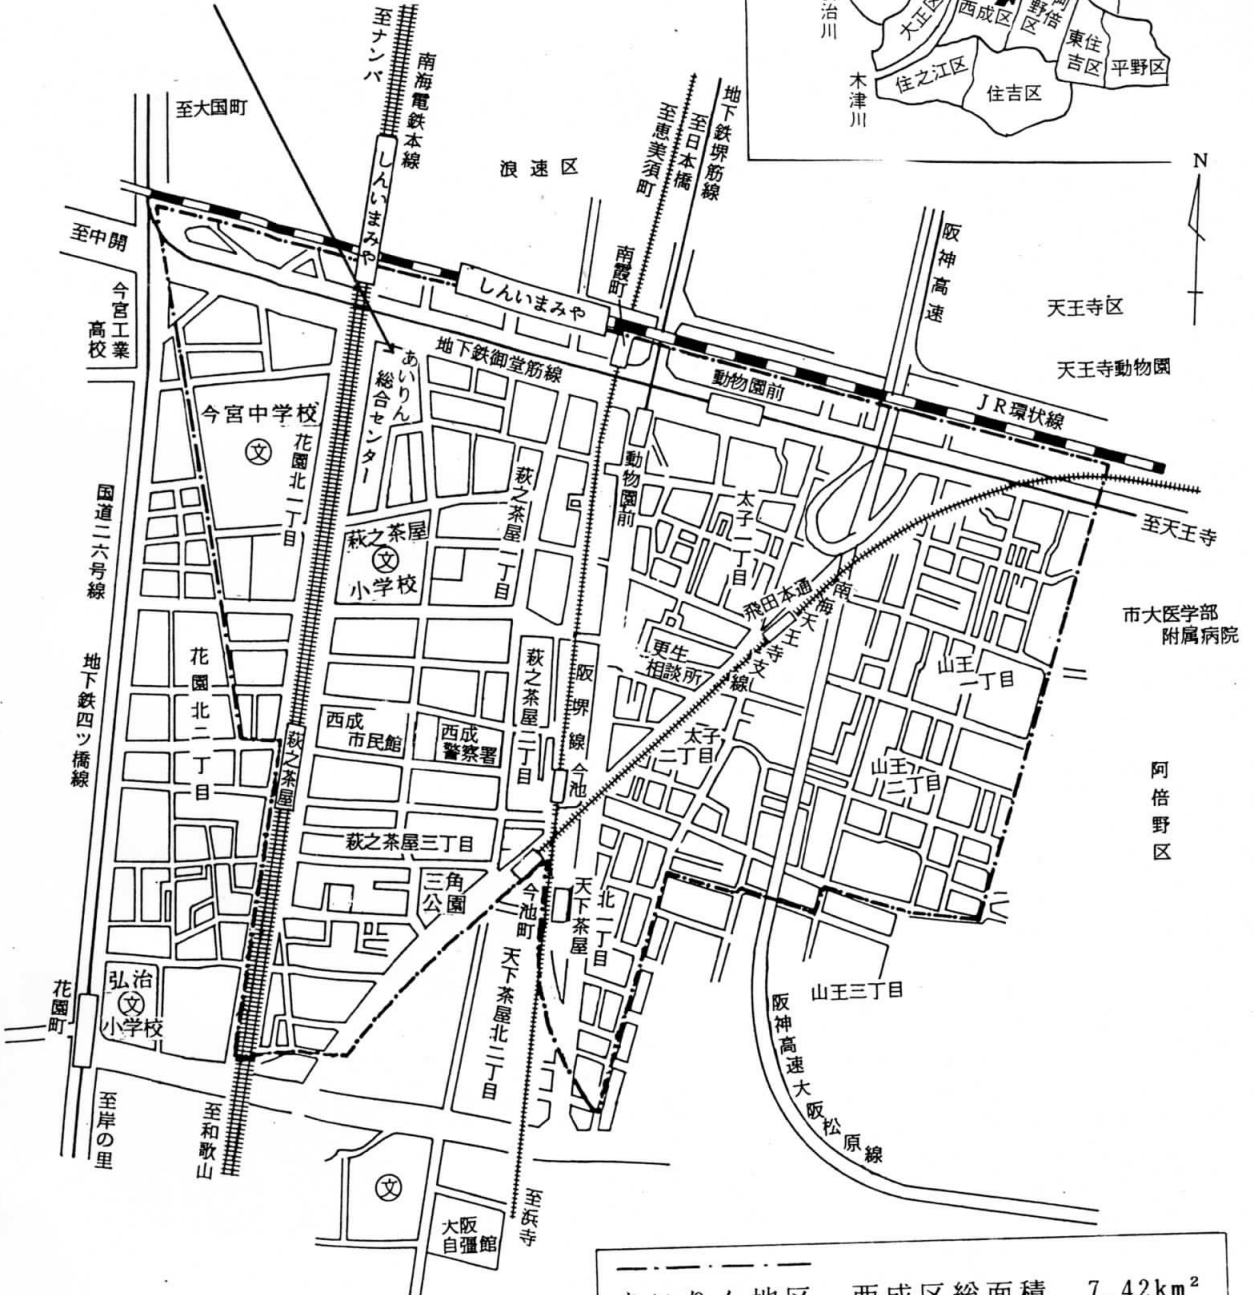 治川
大正区
西成区
阿倍野区
東住吉区
平野区
住之江区
住吉区
木津川
N
至ナンバ
南海電鉄本線
至大国町
しんいまみや
浪速区
至恵美須町
至日本橋
地下鉄堺筋線
阪神高速
天王寺区
天王寺動物園
至中開
今宮工業
高校
南霞町
しんいまみや
地下鉄御堂筋線
動物園前
JR環状線
あいりん
総合センター
今宮中学校
文
花園北一丁目
萩之茶屋一丁目
動物園前
太子一丁目
至天王寺
国道二六号線
萩之茶屋
文
小学校
飛田本通
南海天王寺支線
市大医学部
附属病院
花園北二丁目
更生
相談所
山王
一丁目
地下鉄四ツ橋線
萩之茶屋
西成
市民館
西成
警察署
萩之茶屋二丁目
阪堺線
今池
太子
二丁目
山王
二丁目
阿倍野区
萩之茶屋三丁目
三角
公園
今池町
天下茶屋
北一丁目
天下茶屋北二丁目
山王三丁目
花園町
弘治
文
小学校
阪神高速大阪松原線
至岸の里
至和歌山
文
大阪
自彊館
至浜寺
西成区総面積 7.42km²